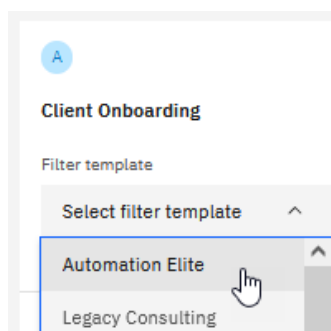 A
Client Onboarding
Filter template
Select filter template
Automation Elite
Legacy Consulting